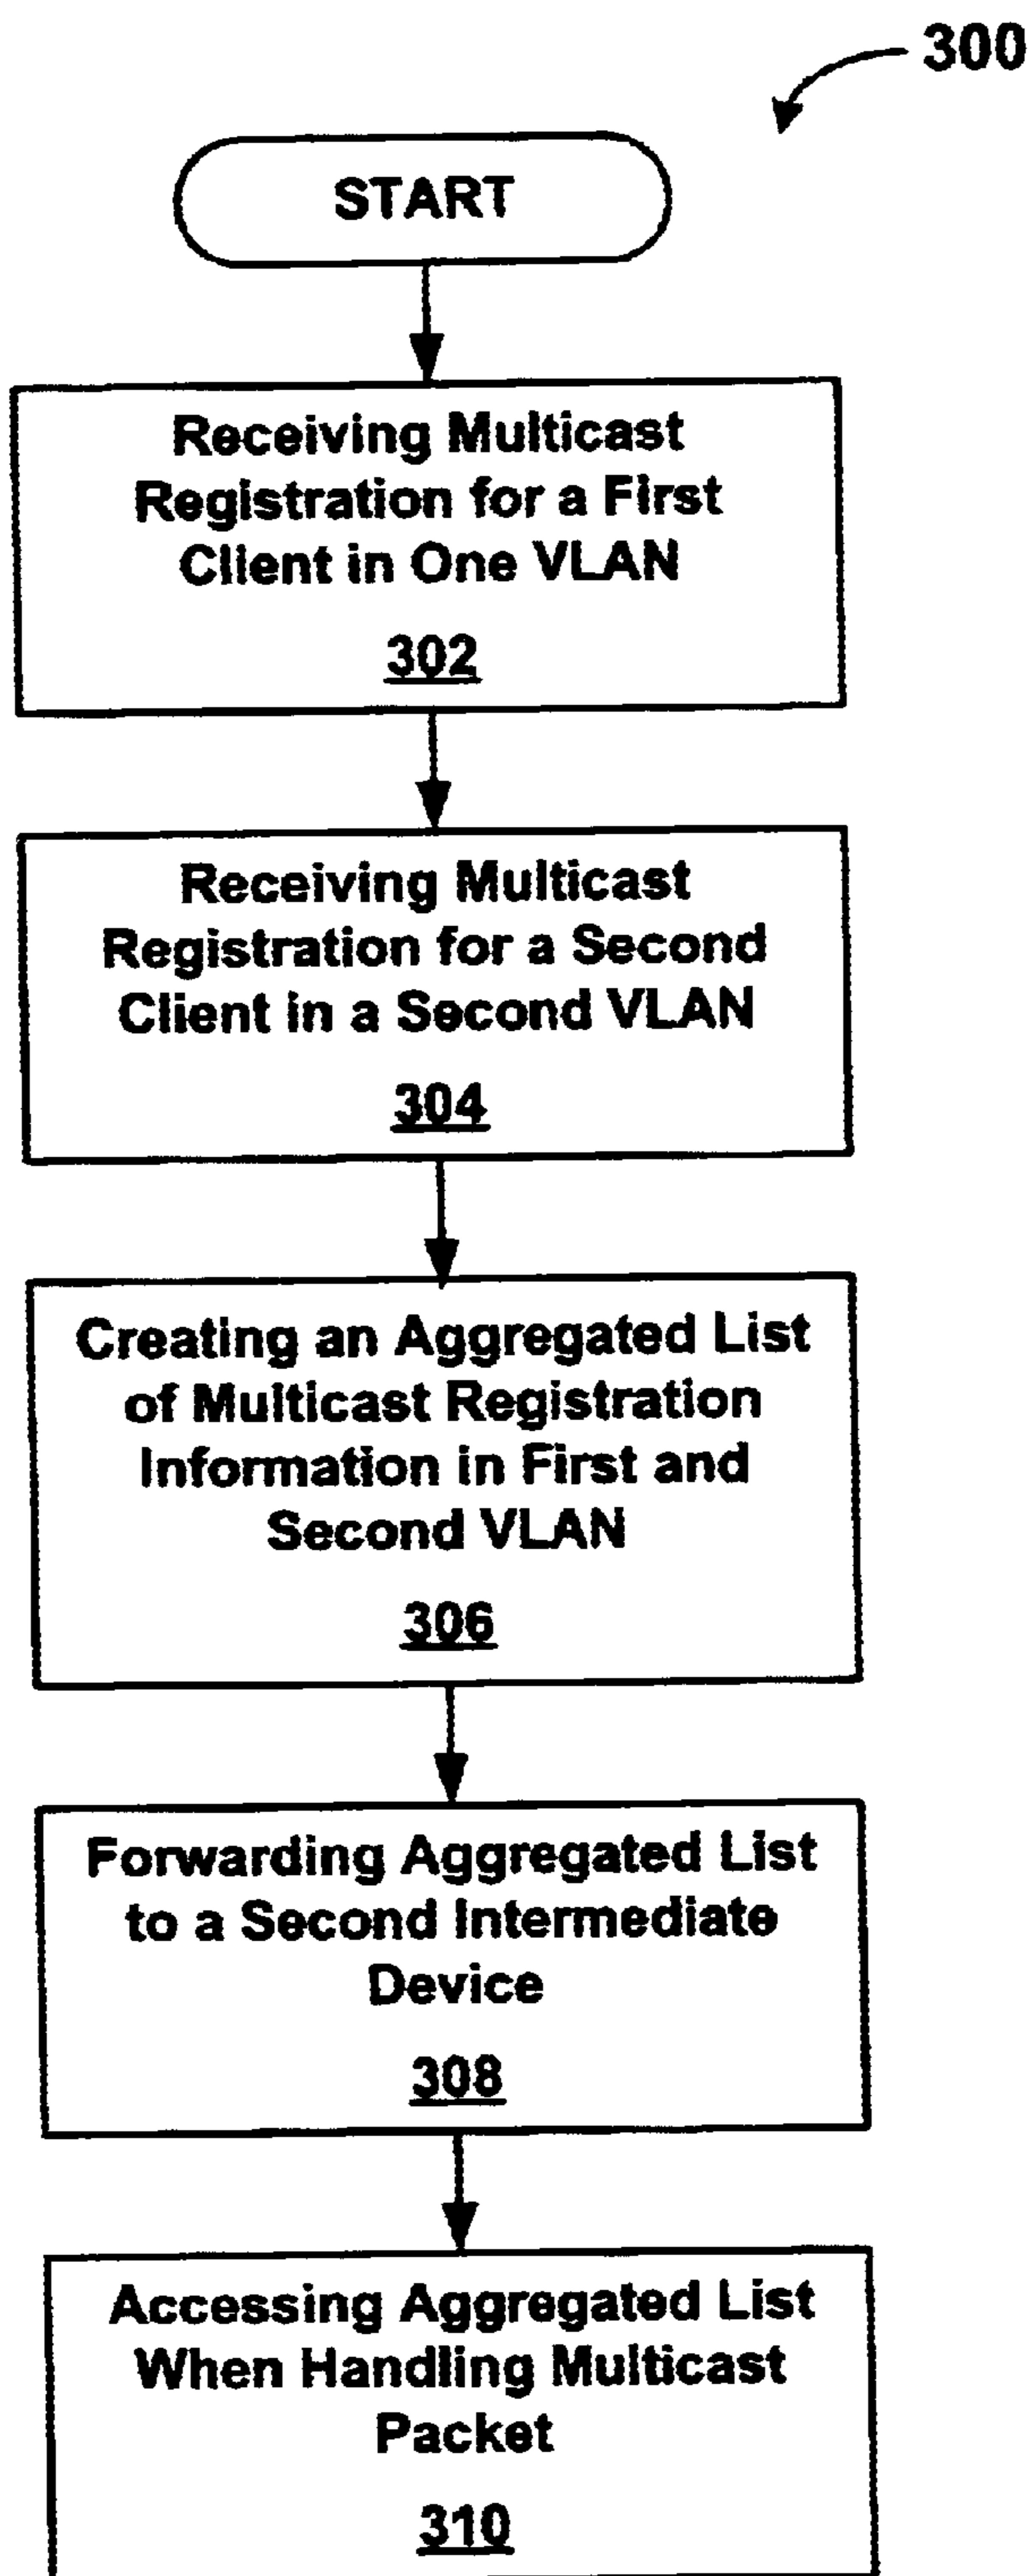 300
START
Receiving Multicast
Registration for a First
Client in One VLAN
302
Receiving Multicast
Registration for a Second
Client in a Second VLAN
304
Creating an Aggregated List
of Multicast Registration
Information in First and
Second VLAN
306
Forwarding Aggregated List
to a Second Intermediate
Device
308
Accessing Aggregated List
When Handling Multicast
Packet
310